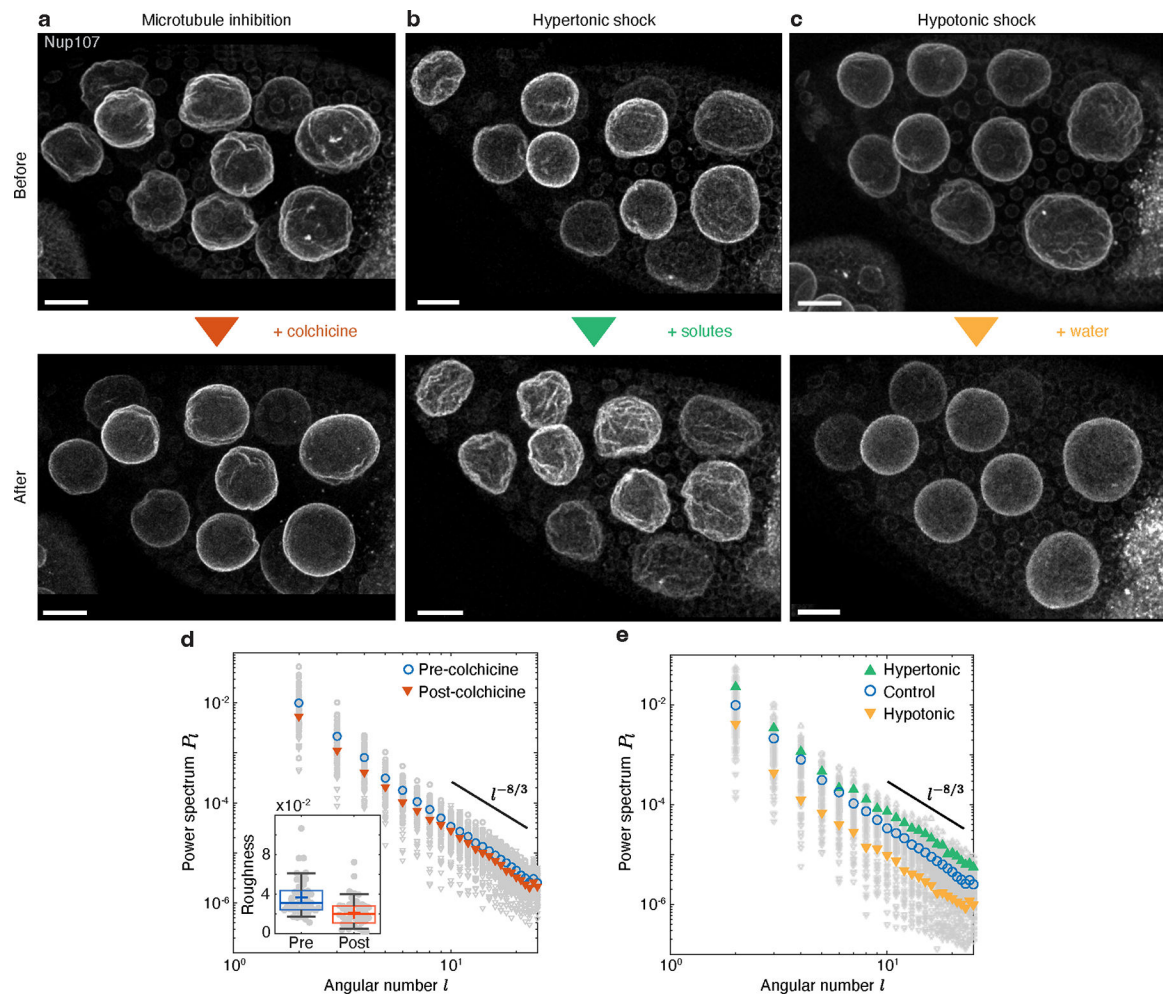 a
Microtubule inhibition
b
Hypertonic shock
c
Hypotonic shock
Nup107
Before
+ colchicine
+ solutes
+ water
After
d
Pre-colchicine
Post-colchicine
l^{-8/3}
Power spectrum P_l
10^{-2}
10^{-4}
10^{-6}
x10^{-2}
Roughness
8
4
0
Pre
Post
10^0
10^1
Angular number l
e
Hypertonic
Control
Hypotonic
l^{-8/3}
Power spectrum P_l
10^{-2}
10^{-4}
10^{-6}
10^0
10^1
Angular number l